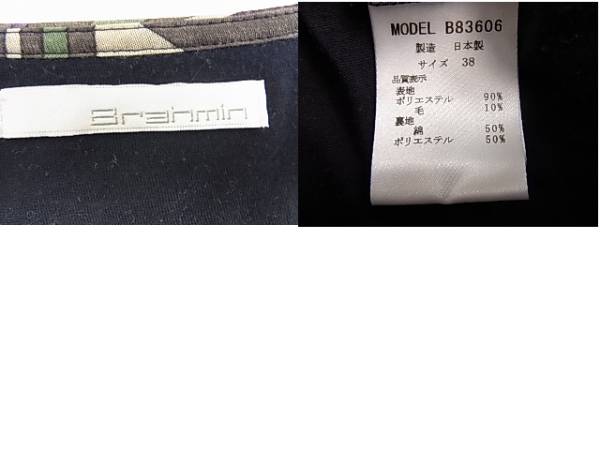 Brahmin
MODEL B83606
製造 日本製
サイズ 38
品質表示
表地
ポリエステル 90%
毛 10%
裏地
綿 50%
ポリエステル 50%